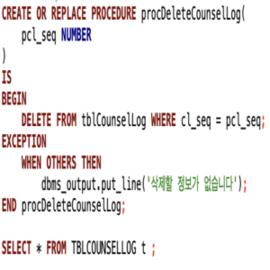 CREATE OR REPLACE PROCEDURE procDeleteCounselLog(
    pcl_seq NUMBER
)
IS
BEGIN
    DELETE FROM tblCounselLog WHERE cl_seq = pcl_seq;
EXCEPTION
    WHEN OTHERS THEN
        dbms_output.put_line('삭제할 정보가 없습니다');
END procDeleteCounselLog;

SELECT * FROM TBLCOUNSELLOG t ;